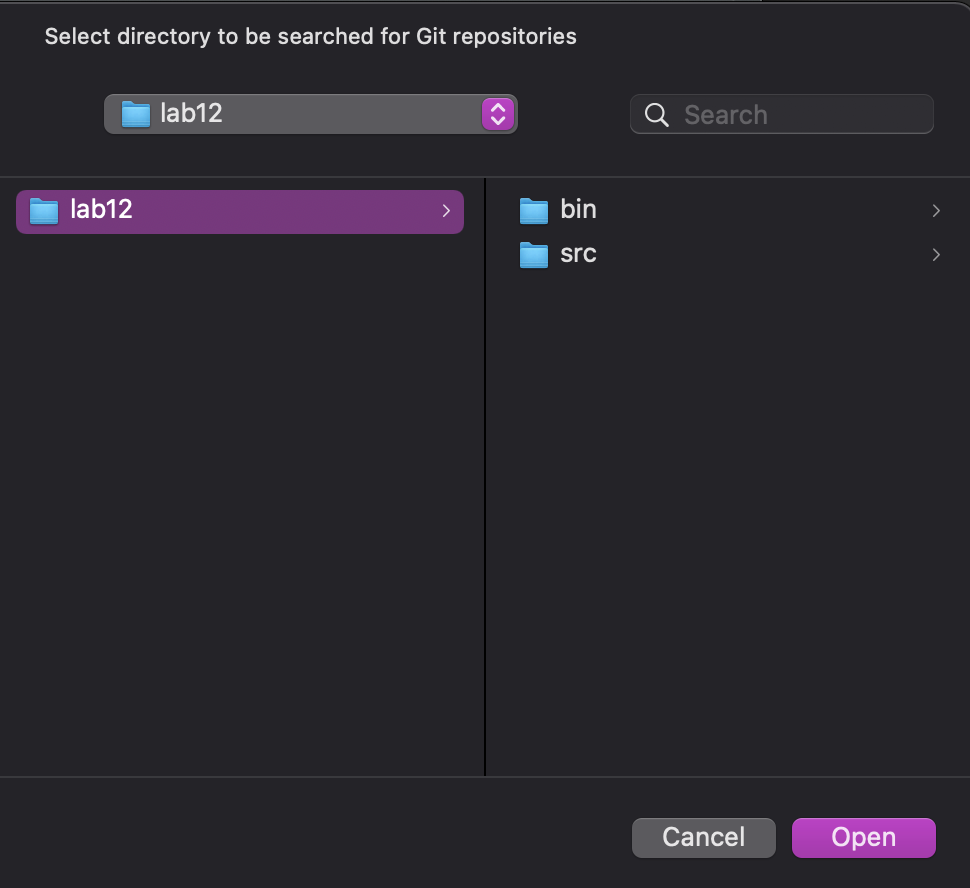 Select directory to be searched for Git repositories
lab12
Search
lab12
bin
src
Cancel
Open